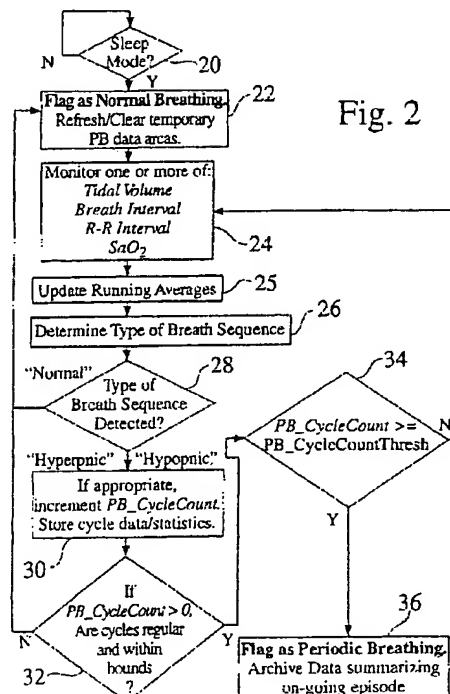 Sleep
Mode?
N
Y
20
Flag as Normal Breathing.
Refresh/Clear temporary
PB data areas.
22
Fig. 2
Monitor one or more of:
Tidal Volume
Breath Interval
R-R Interval
SaO2
24
Update Running Averages
25
Determine Type of Breath Sequence
26
"Normal"
Type of
Breath Sequence
Detected?
28
"Hyperpnic"
"Hypopnic"
If appropriate,
increment PB_CycleCount.
Store cycle data/statistics.
30
If
PB_CycleCount > 0,
Are cycles regular
and within
bounds
?
N
Y
32
34
PB_CycleCount >=
PB_CycleCountThresh
N
Y
36
Flag as Periodic Breathing.
Archive Data summarizing
on-going episode